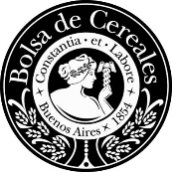 Bolsa de Cereales
Constantia · et · Labore
Buenos Aires × 1854